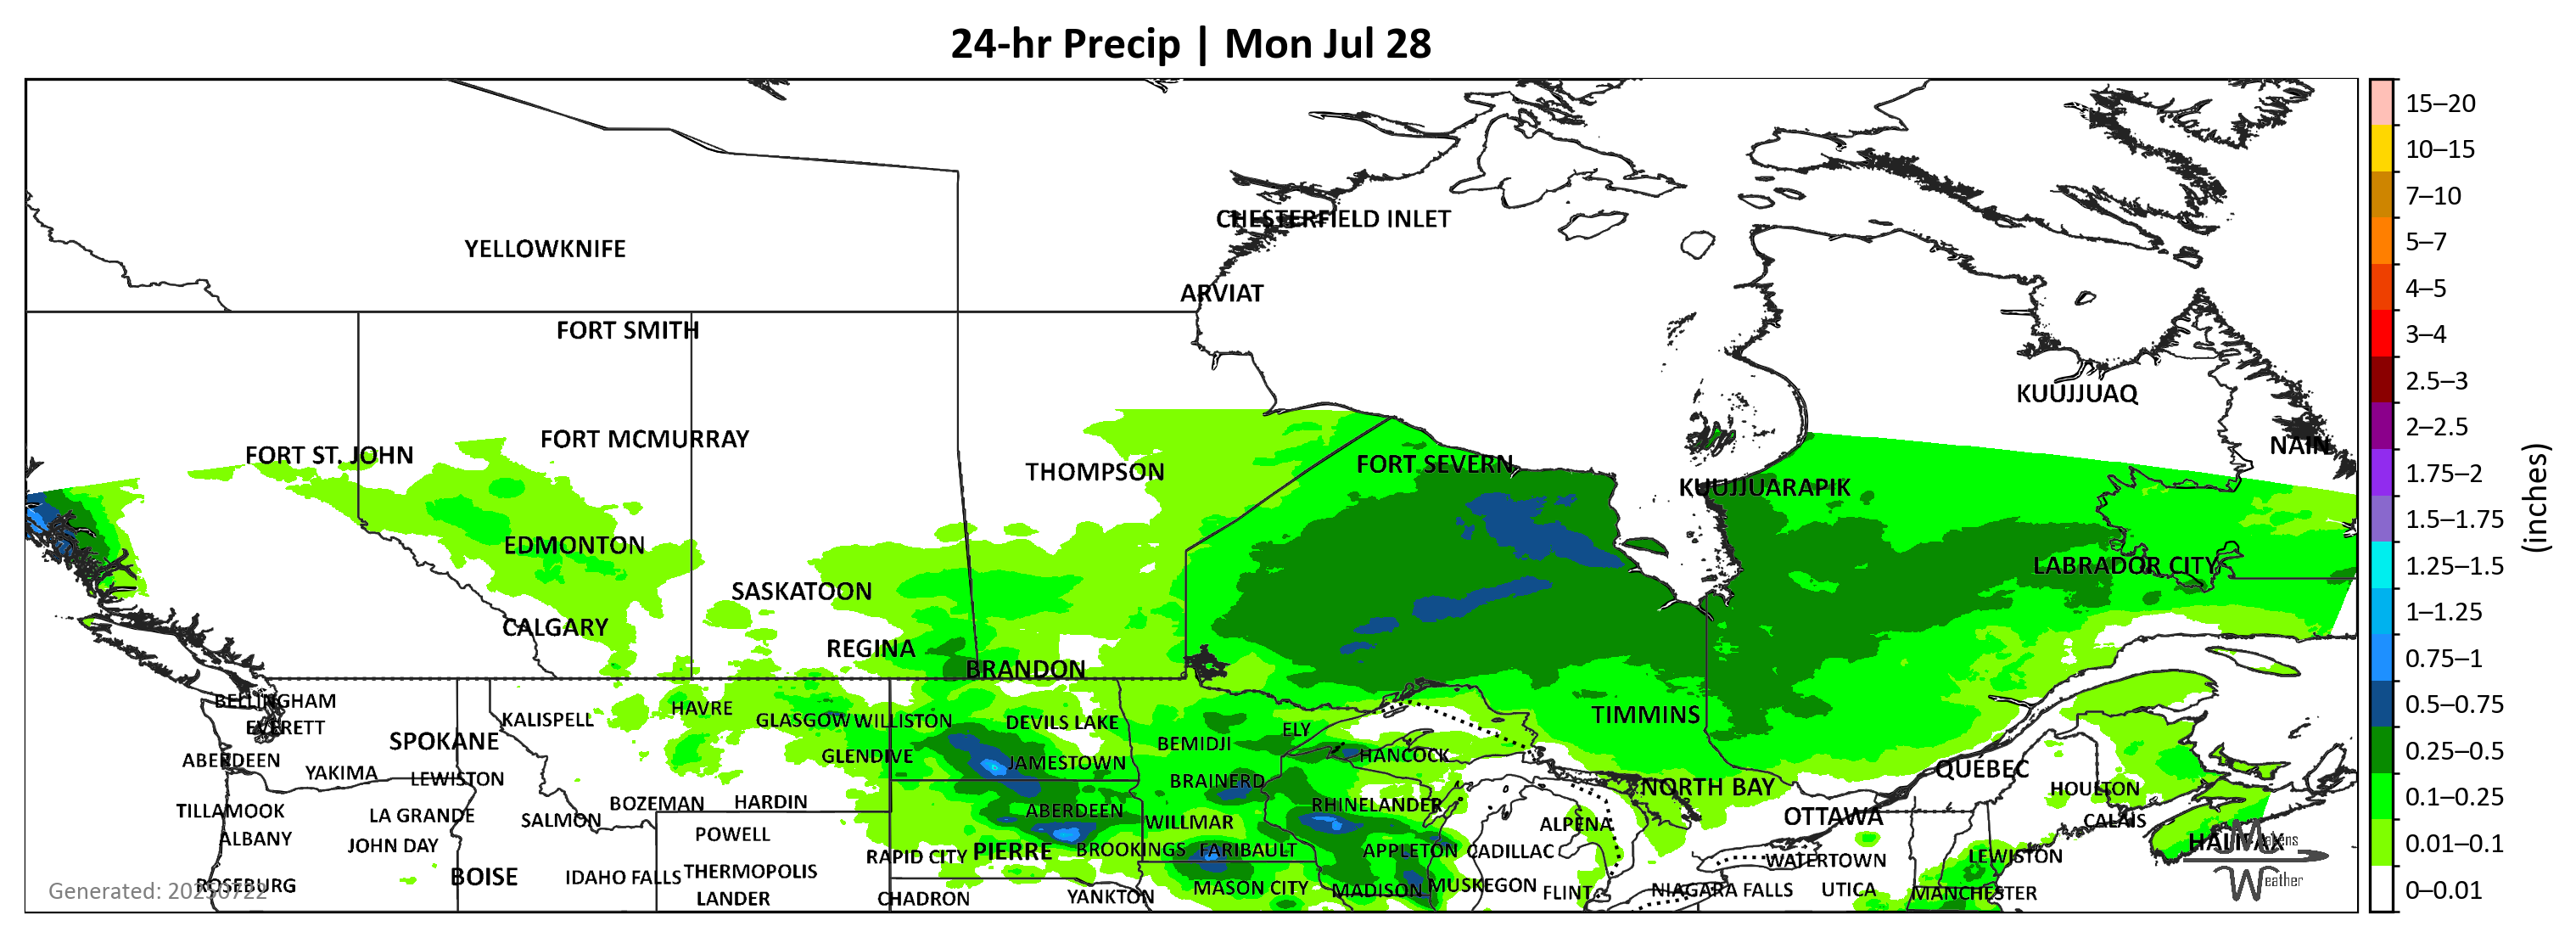 24-hr Precip | Mon Jul 28
CHESTERFIELD INLET
YELLOWKNIFE
ARVIAT
FORT SMITH
KUUJJUAQ
FORT MCMURRAY
NAIN
FORT ST. JOHN
THOMPSON
FORT SEVERN
KUUJJUARAPIK
EDMONTON
LABRADOR CITY
SASKATOON
CALGARY
REGINA
BRANDON
BELLINGHAM
HAVRE
KALISPELL
GLASGOW
WILLISTON
DEVILS LAKE
TIMMINS
EVERETT
ELY
SPOKANE
BEMIDJI
ABERDEEN
GLENDIVE
JAMESTOWN
HANCOCK
QUÉBEC
YAKIMA
LEWISTON
BRAINERD
NORTH BAY
HOULTON
TILLAMOOK
LA GRANDE
SALMON
BOZEMAN
HARDIN
ABERDEEN
RHINELANDER
OTTAWA
CALAIS
ALBANY
JOHN DAY
POWELL
WILLMAR
ALPENA
HALIFAX
RAPID CITY
PIERRE
BROOKINGS
FARIBAULT
APPLETON
CADILLAC
WATERTOWN
LEWISTON
ROSEBURG
BOISE
IDAHO FALLS
THERMOPOLIS
MASON CITY
MADISON
MUSKEGON
FLINT
NIAGARA FALLS
UTICA
MANCHESTER
LANDER
CHADRON
YANKTON
Generated: 20250722
Weather
15–20
10–15
7–10
5–7
4–5
3–4
2.5–3
2–2.5
1.75–2
1.5–1.75
1.25–1.5
1–1.25
0.75–1
0.5–0.75
0.25–0.5
0.1–0.25
0.01–0.1
0–0.01
(inches)